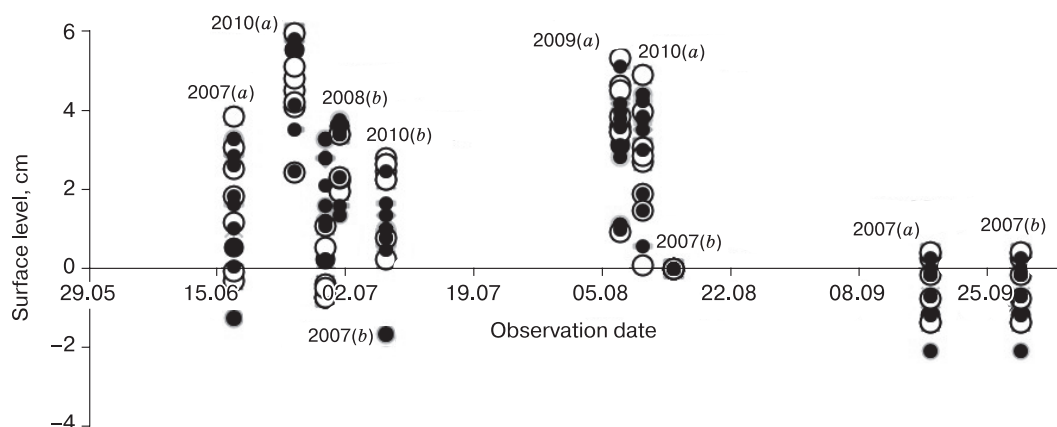 6
2010(a)
2009(a)
2010(a)
2007(a)
2008(b)
4
2010(b)
2
2007(b)
2007(a)
2007(b)
0
29.05
15.06
02.07
19.07
05.08
22.08
08.09
25.09
Surface level, cm
Observation date
2007(b)
−2
−4